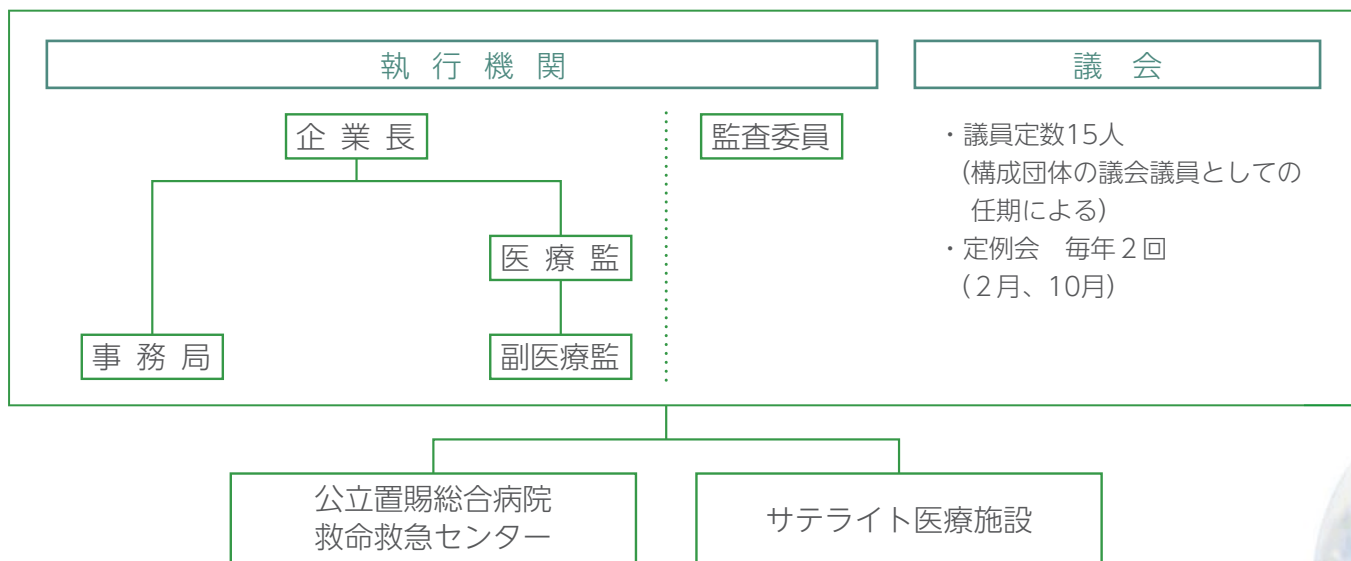 執行機関
議会
企業長
監査委員
医療監
事務局
副医療監
・議員定数15人
(構成団体の議会議員としての
任期による)
・定例会　毎年２回
(２月、10月)
公立置賜総合病院
救命救急センター
サテライト医療施設